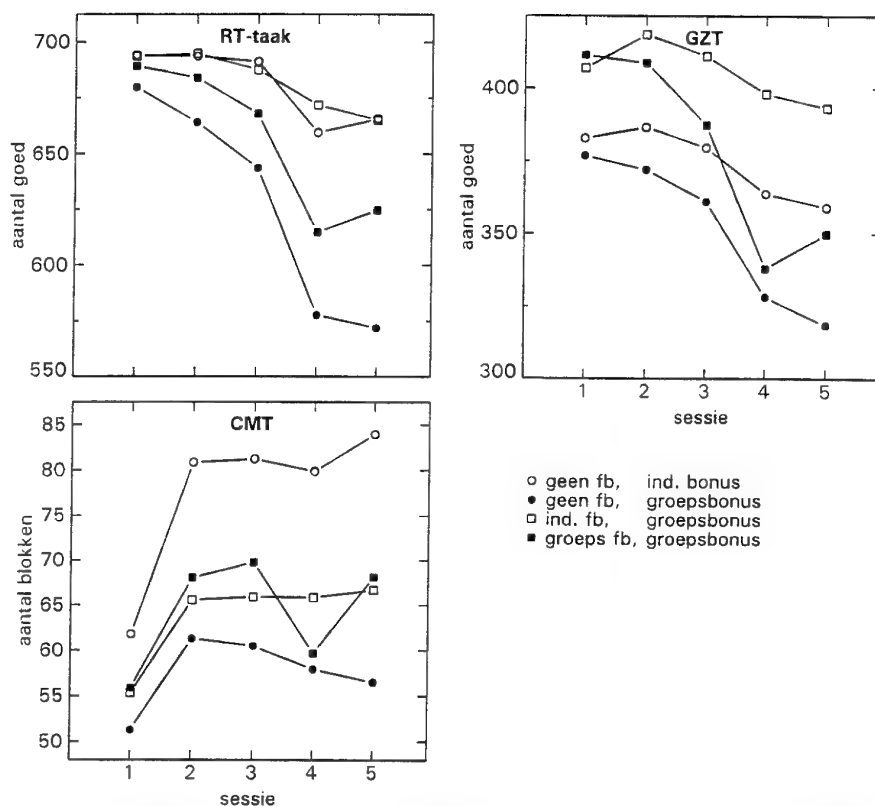 RT-taak
700
650
600
550
aantal goed
GZT
400
350
300
aantal goed
1 2 3 4 5
sessie
CMT
85
80
75
70
65
60
55
50
aantal blokken
1 2 3 4 5
sessie
geen fb, ind. bonus
geen fb, groepsbonus
ind. fb, groepsbonus
groeps fb, groepsbonus